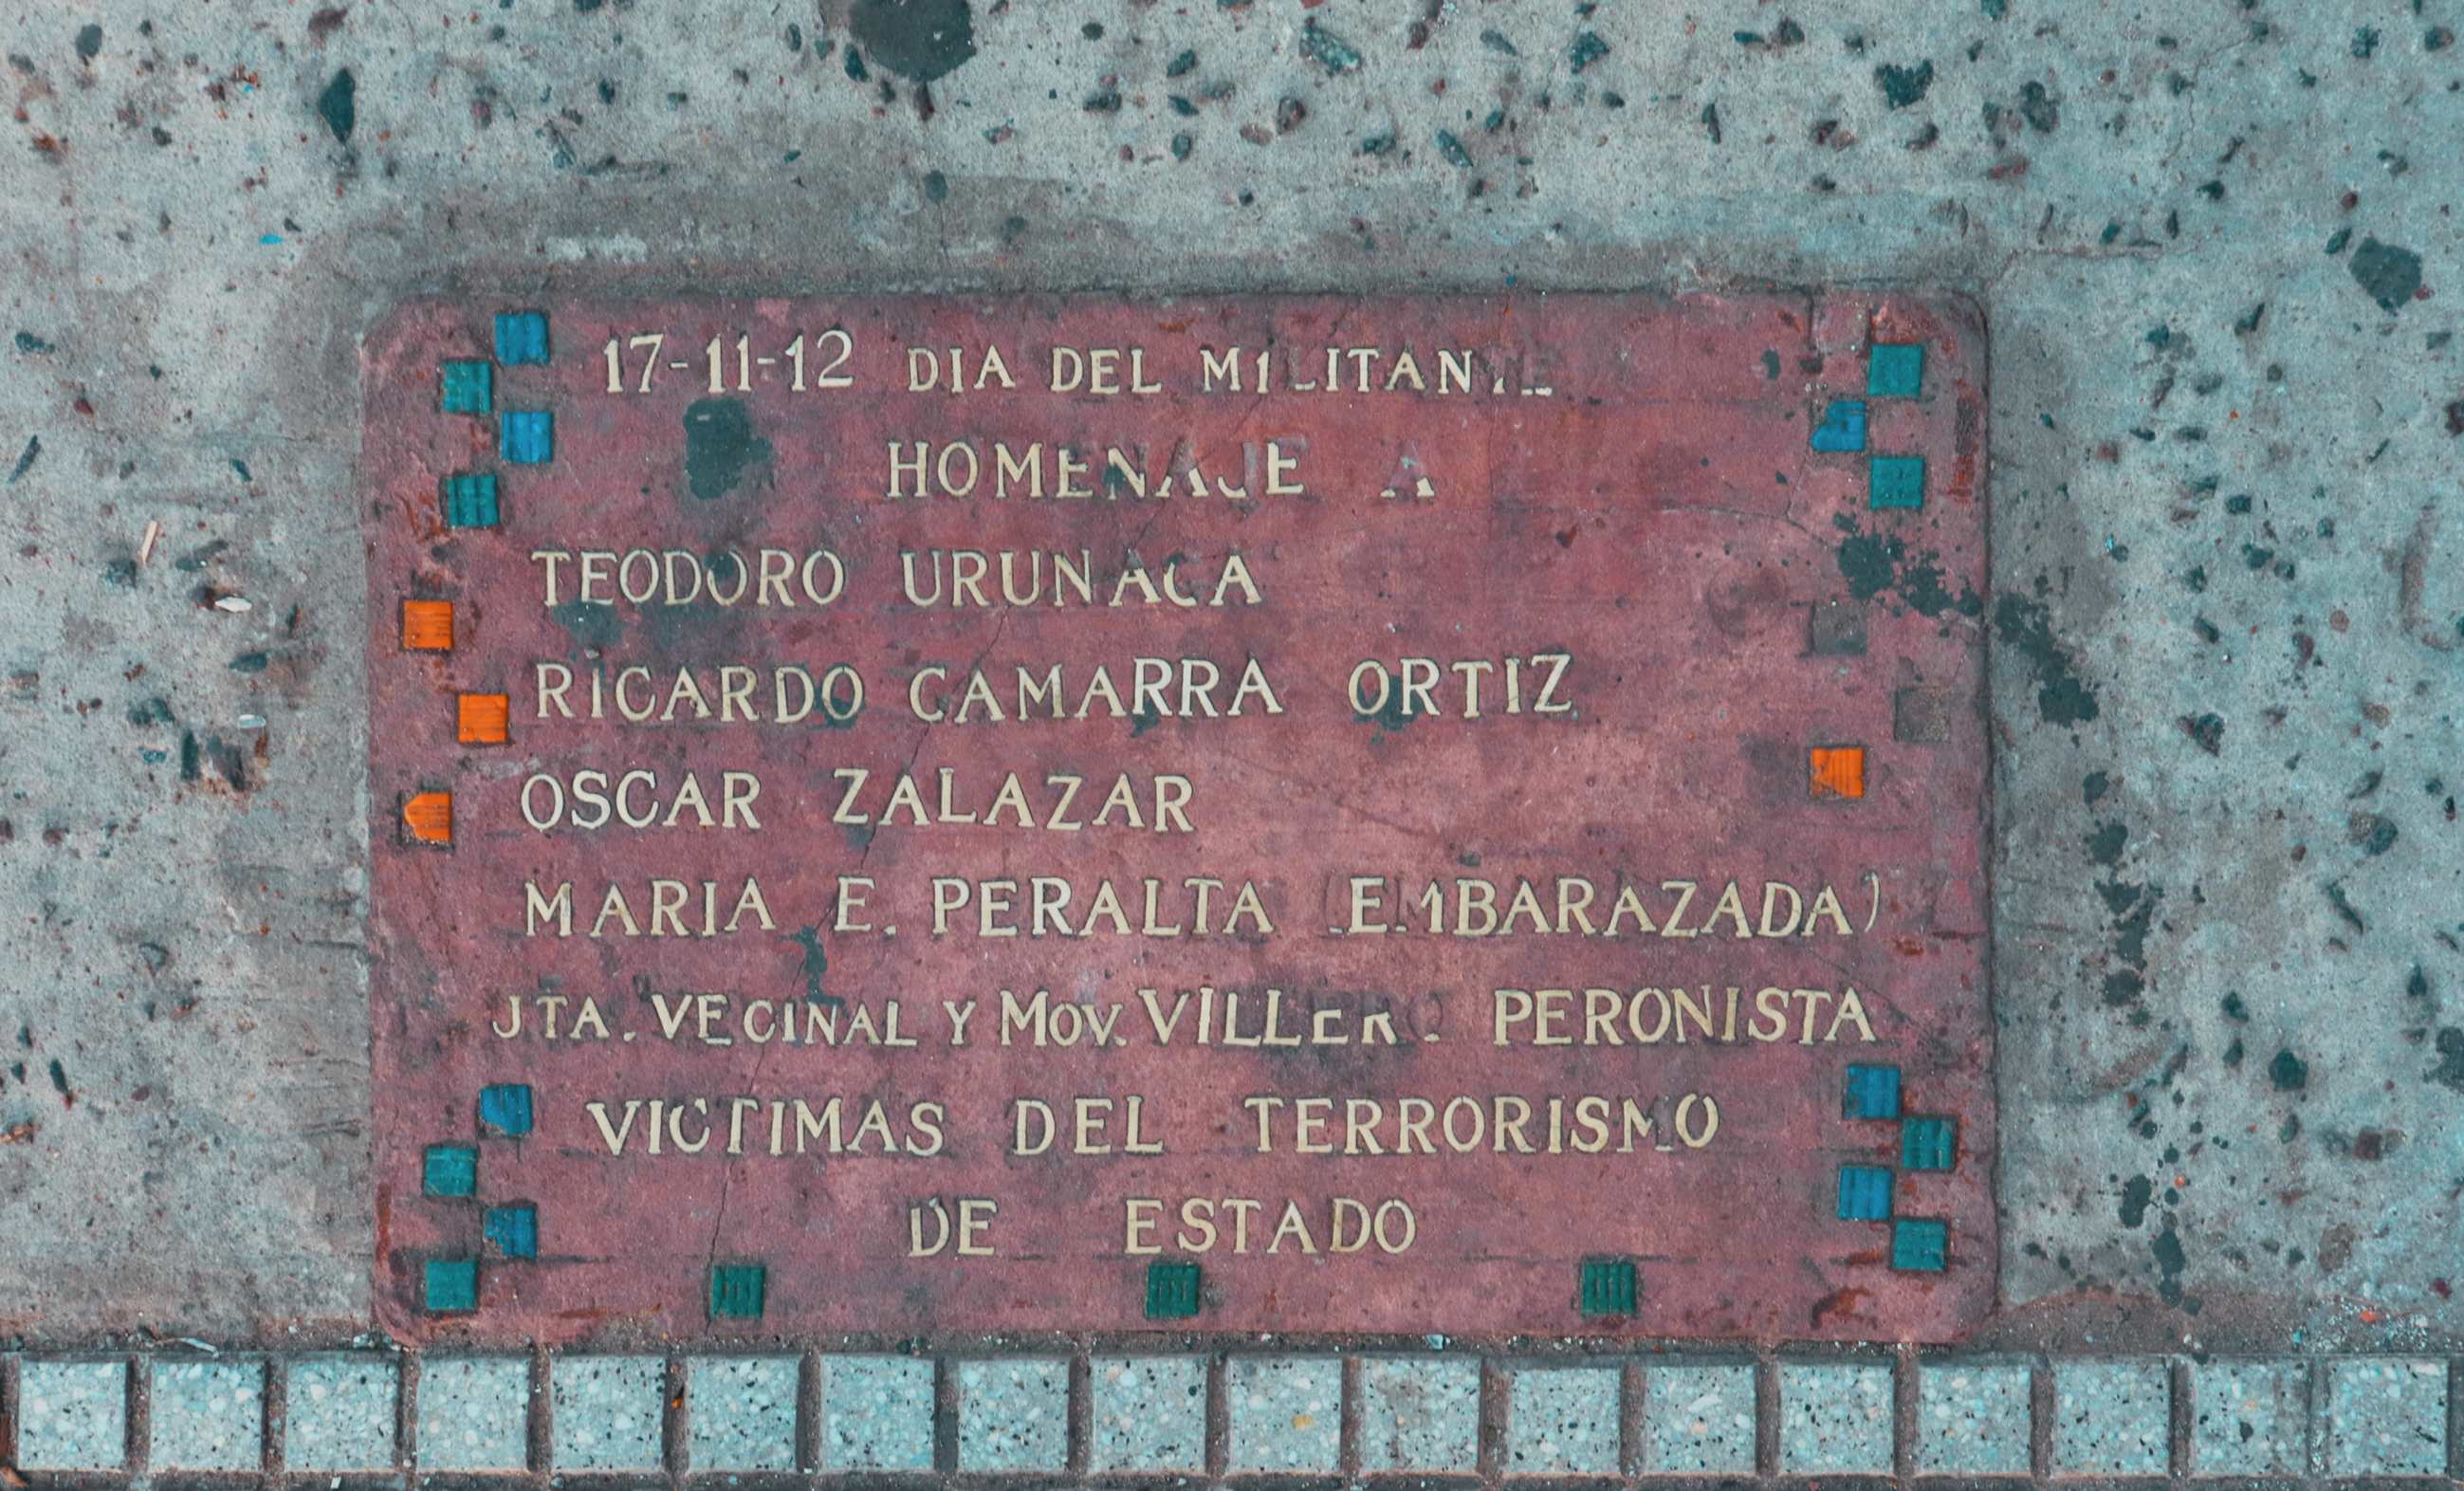 17-11-12 DIA DEL MILITANTE
HOMENAJE A
TEODORO URUNAGA
RICARDO CAMARRA ORTIZ
OSCAR ZALAZAR
MARIA E. PERALTA (EMBARAZADA)
JTA. VECINAL Y MOV. VILLERO PERONISTA
VICTIMAS DEL TERRORISMO
DE ESTADO